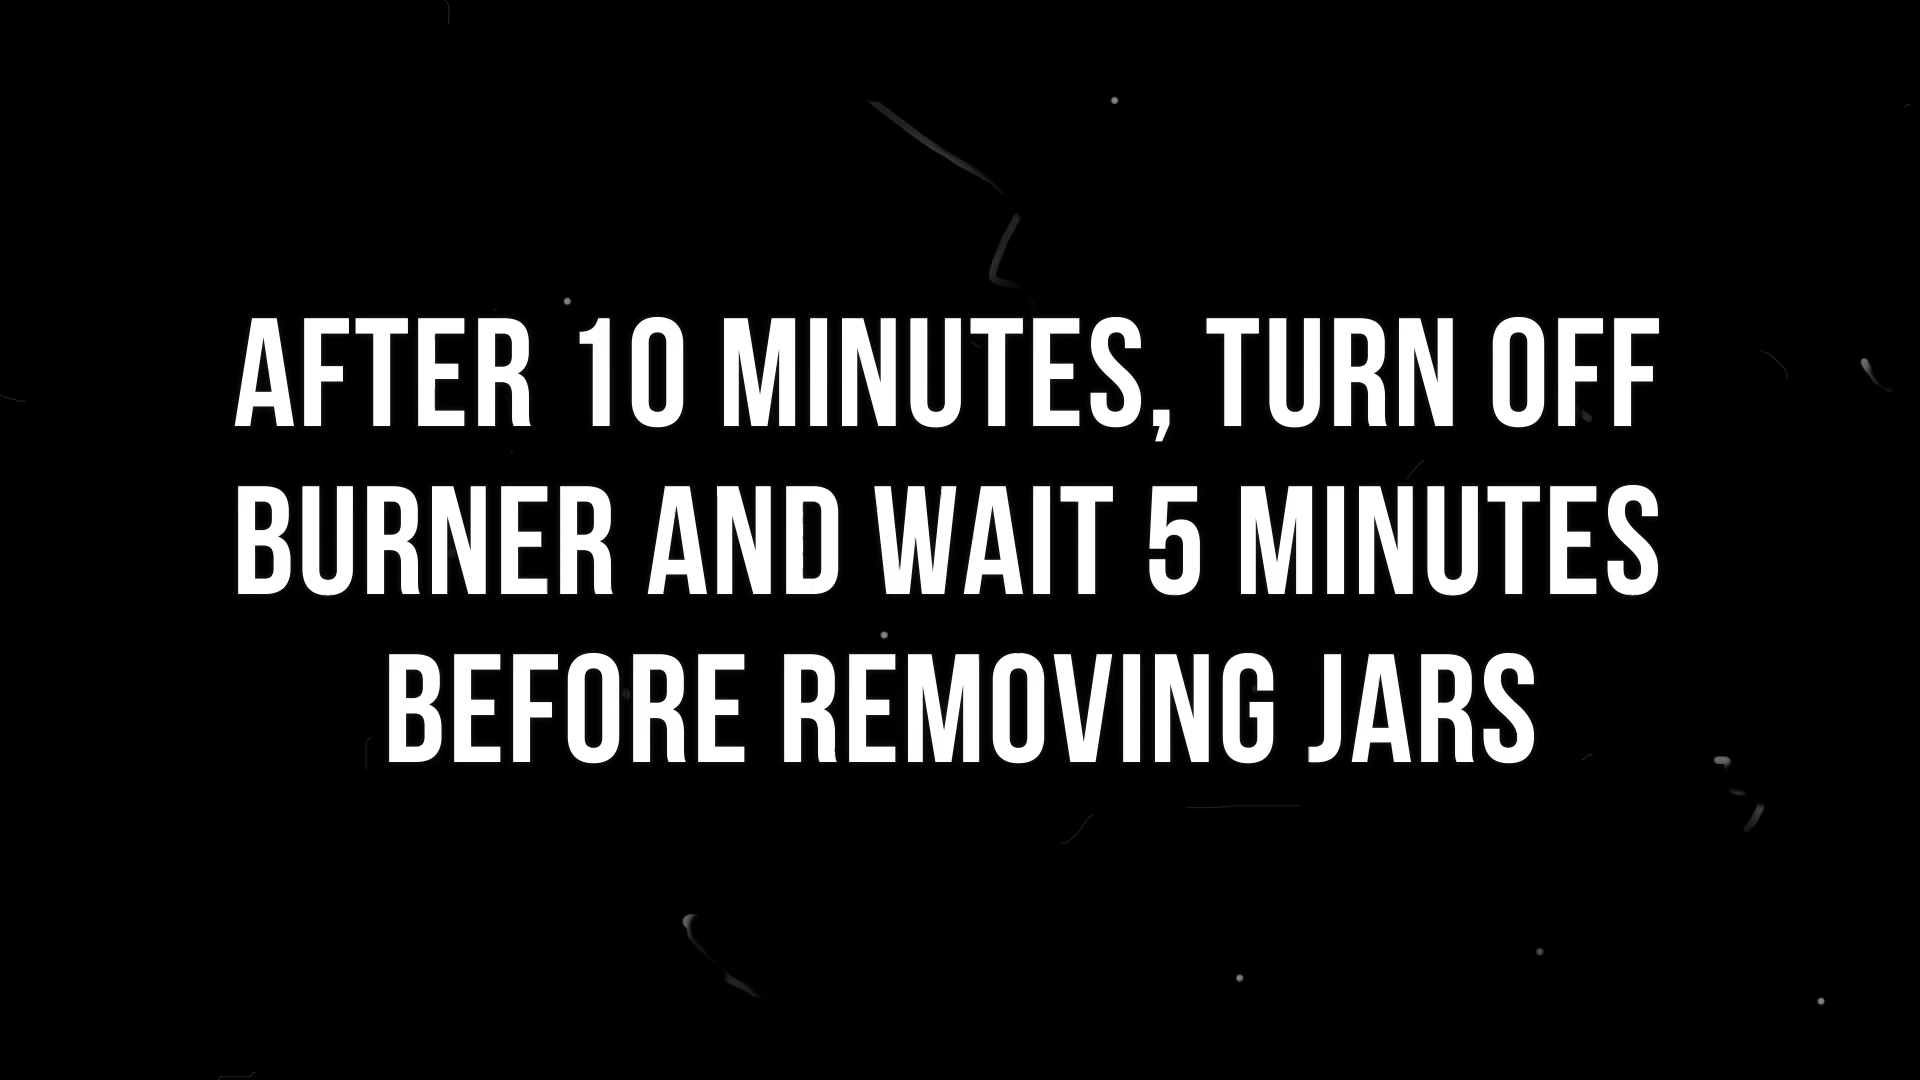 AFTER 10 MINUTES, TURN OFF
BURNER AND WAIT 5 MINUTES
BEFORE REMOVING JARS